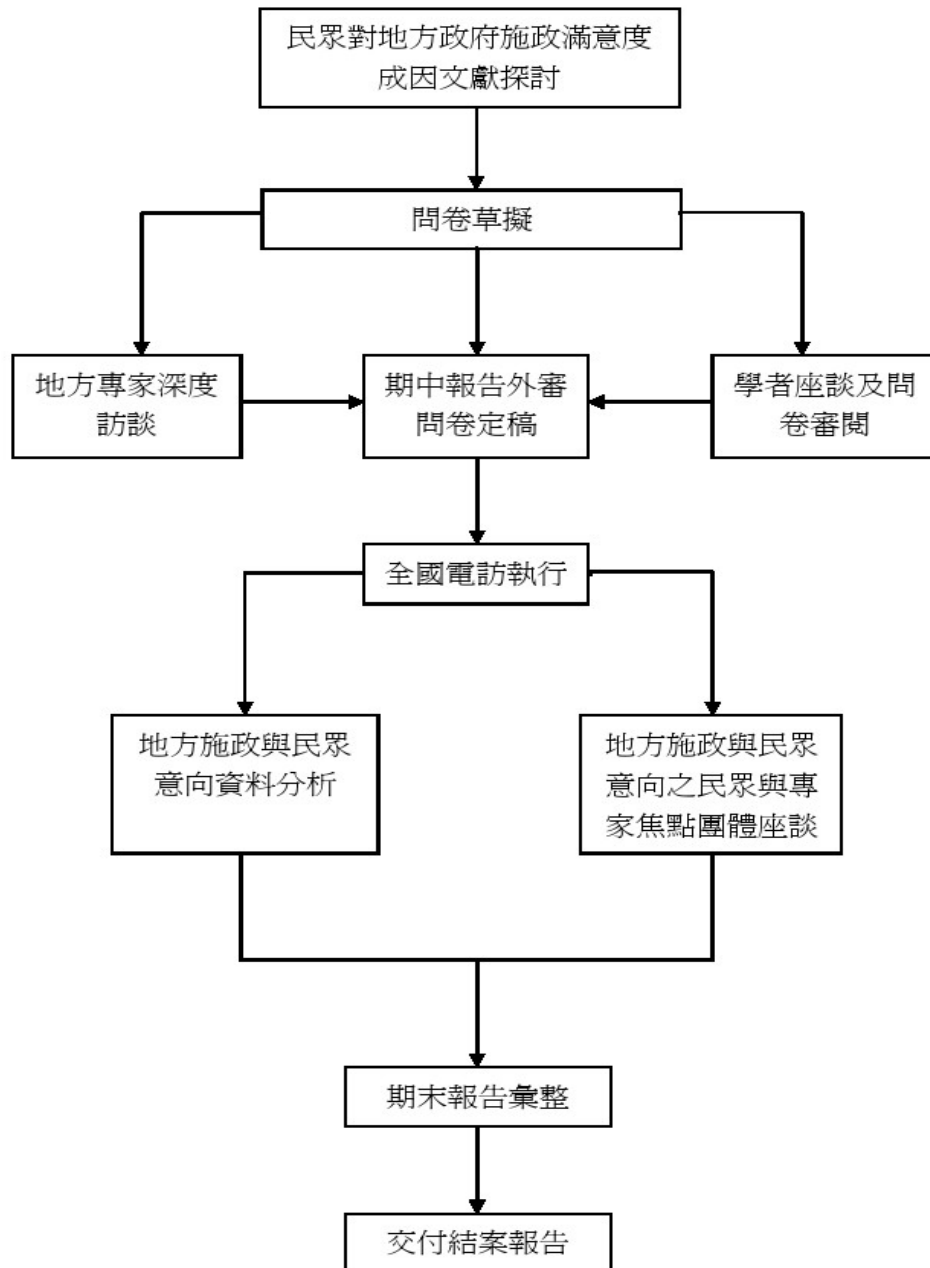 民眾對地方政府施政滿意度
成因文獻探討
問卷草擬
地方專家深度
訪談
期中報告外審
問卷定稿
學者座談及問
卷審閱
全國電訪執行
地方施政與民眾
意向資料分析
地方施政與民眾
意向之民眾與專
家焦點團體座談
期末報告彙整
交付結案報告